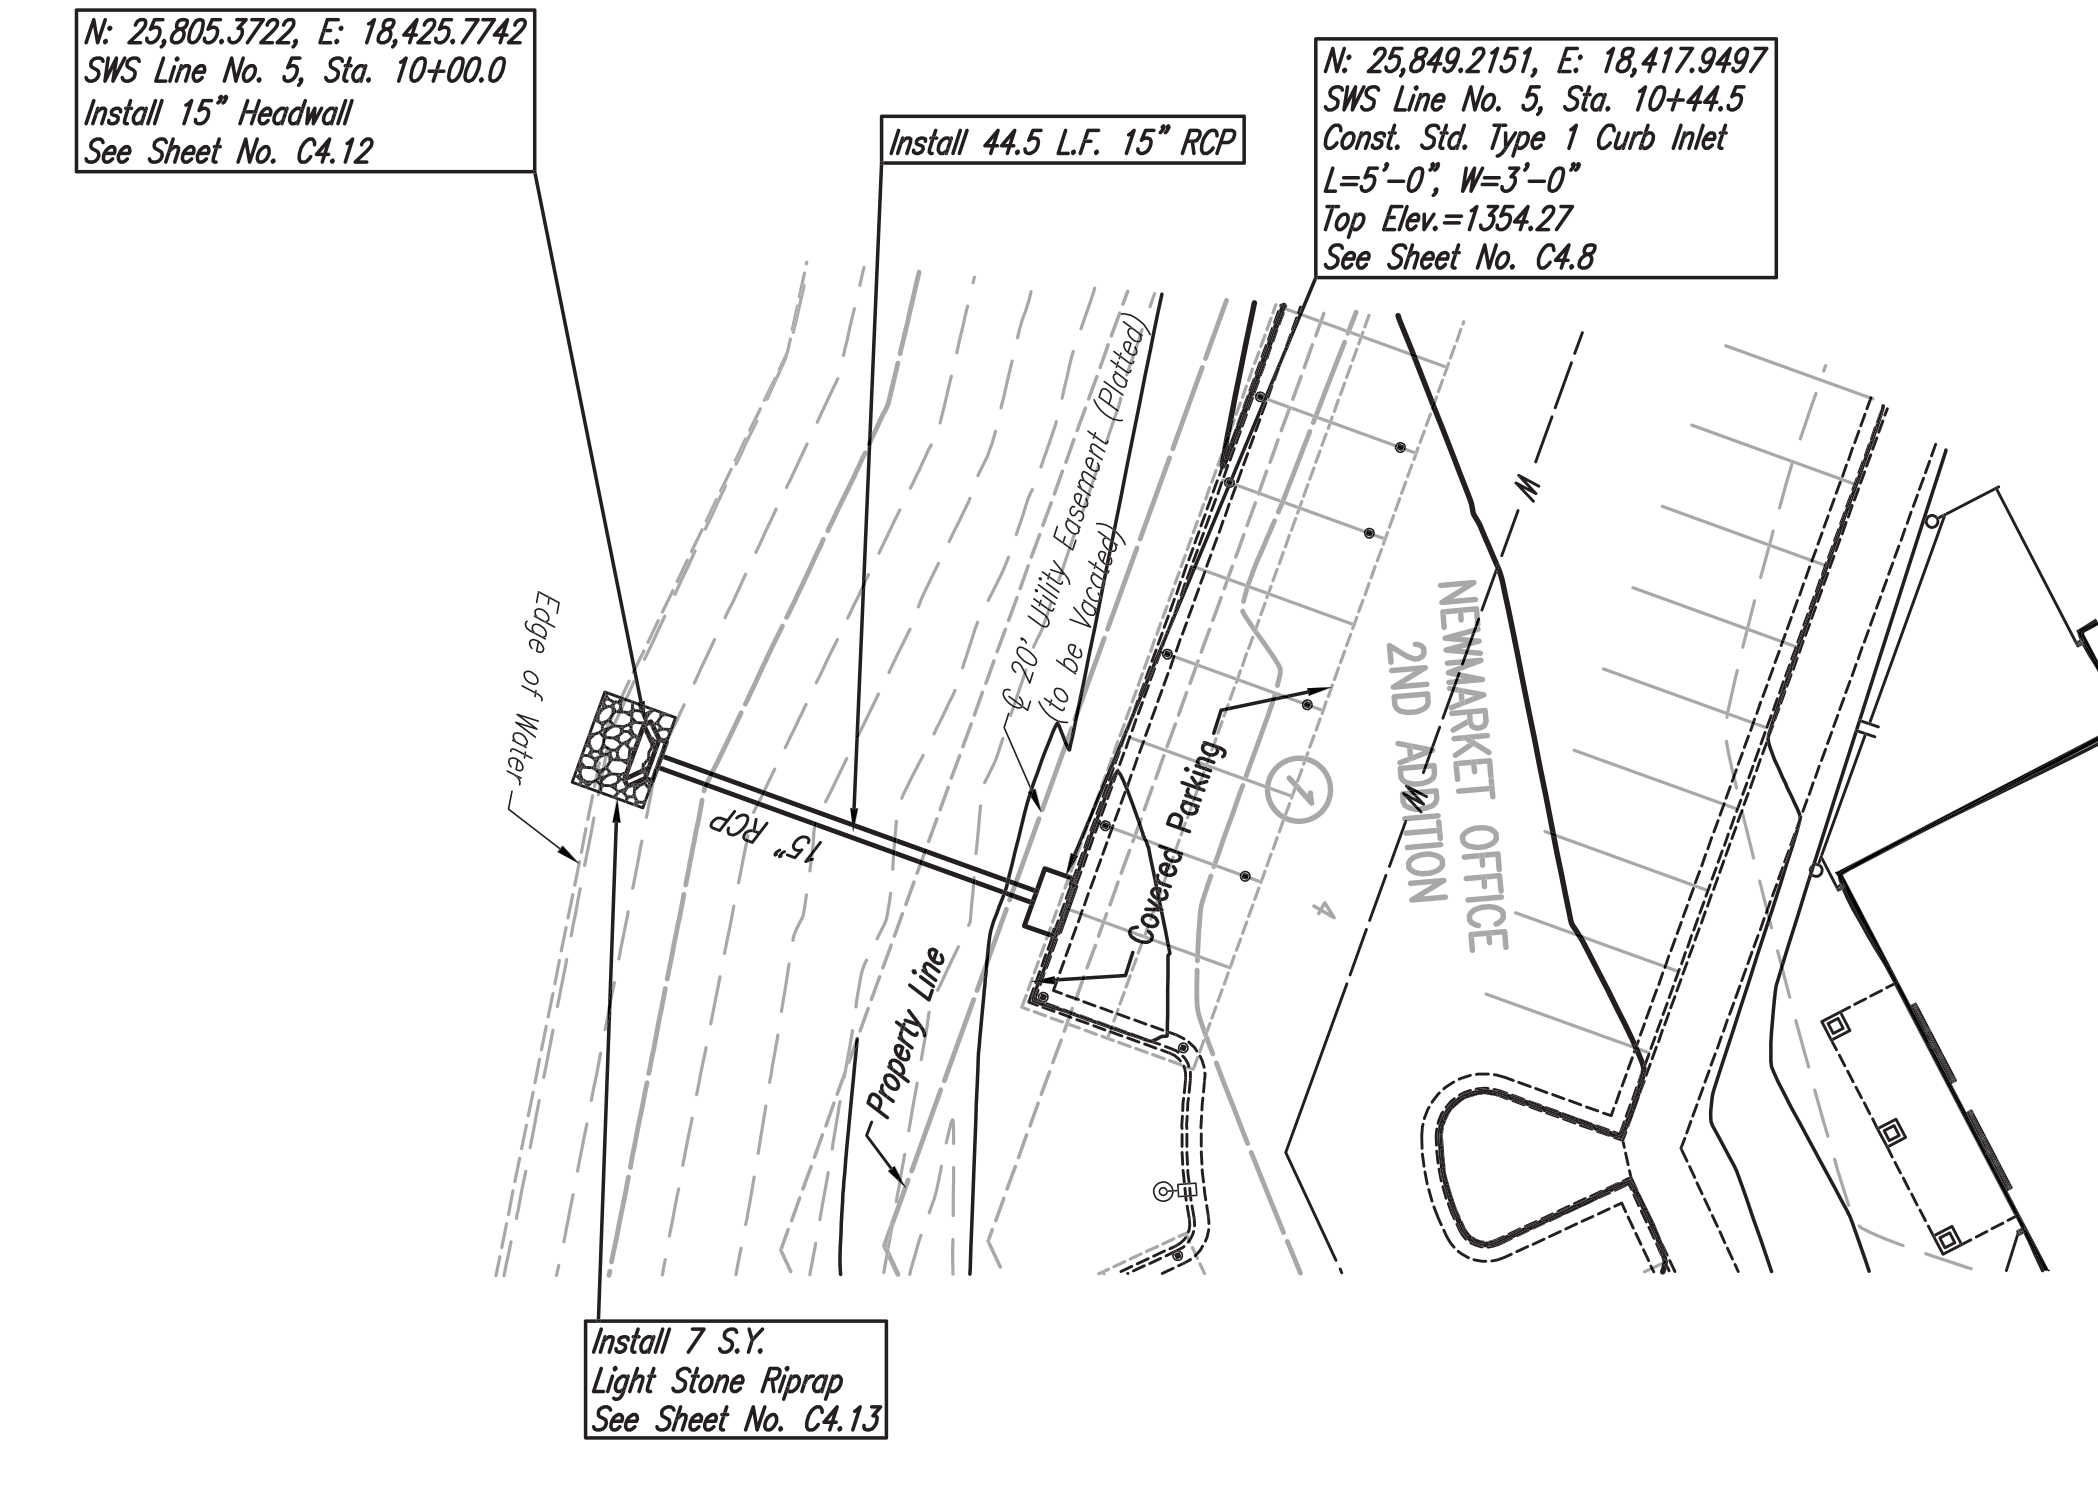 N: 25,805.3722, E: 18,425.7742
SWS Line No. 5, Sta. 10+00.0
Install 15" Headwall
See Sheet No. C4.12
Install 44.5 L.F. 15" RCP
N: 25,849.2151, E: 18,417.9497
SWS Line No. 5, Sta. 10+44.5
Const. Std. Type 1 Curb Inlet
L=5'-0", W=3'-0"
Top Elev.=1354.27
See Sheet No. C4.8
℄ 20' Utility Easement (Platted)
(to be Vacated)
Edge of Water
15" RCP
Property Line
Covered Parking
W
W
NEWMARKET OFFICE
2ND ADDITION
1
4
Install 7 S.Y.
Light Stone Riprap
See Sheet No. C4.13